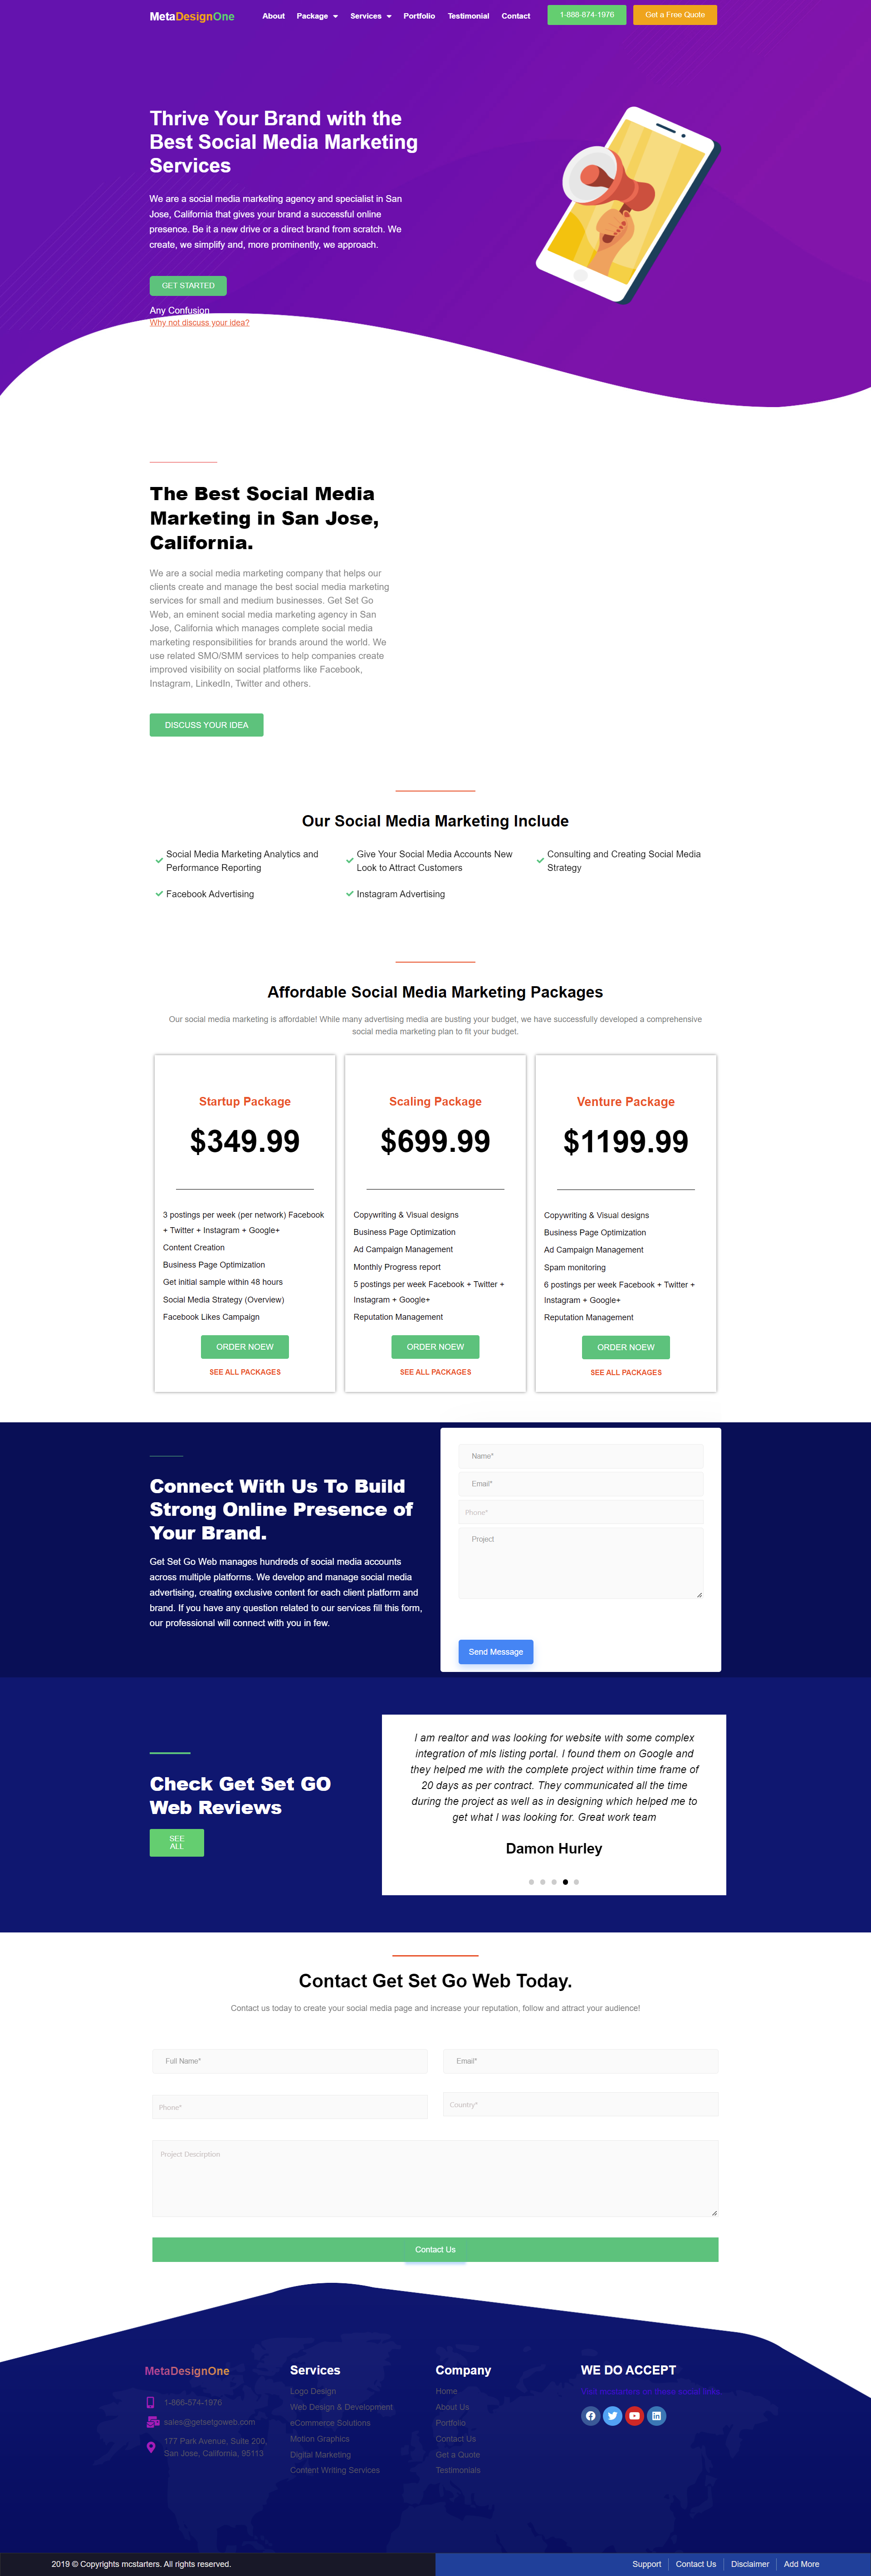 MetaDesignOne
About
Package
Services
Portfolio
Testimonial
Contact
1-888-874-1976
Get a Free Quote
Thrive Your Brand with the
Best Social Media Marketing
Services
We are a social media marketing agency and specialist in San
Jose, California that gives your brand a successful online
presence. Be it a new drive or a direct brand from scratch. We
create, we simplify and, more prominently, we approach.
GET STARTED
Any Confusion
Why not discuss your idea?
The Best Social Media
Marketing in San Jose,
California.
We are a social media marketing company that helps our
clients create and manage the best social media marketing
services for small and medium businesses. Get Set Go
Web, an eminent social media marketing agency in San
Jose, California which manages complete social media
marketing responsibilities for brands around the world. We
use related SMO/SMM services to help companies create
improved visibility on social platforms like Facebook,
Instagram, LinkedIn, Twitter and others.
DISCUSS YOUR IDEA
Our Social Media Marketing Include
Social Media Marketing Analytics and
Performance Reporting
Give Your Social Media Accounts New
Look to Attract Customers
Consulting and Creating Social Media
Strategy
Facebook Advertising
Instagram Advertising
Affordable Social Media Marketing Packages
Our social media marketing is affordable! While many advertising media are busting your budget, we have successfully developed a comprehensive
social media marketing plan to fit your budget.
Startup Package
$349.99
3 postings per week (per network) Facebook
+ Twitter + Instagram + Google+
Content Creation
Business Page Optimization
Get initial sample within 48 hours
Social Media Strategy (Overview)
Facebook Likes Campaign
ORDER NOEW
SEE ALL PACKAGES
Scaling Package
$699.99
Copywriting & Visual designs
Business Page Optimization
Ad Campaign Management
Monthly Progress report
5 postings per week Facebook + Twitter +
Instagram + Google+
Reputation Management
ORDER NOEW
SEE ALL PACKAGES
Venture Package
$1199.99
Copywriting & Visual designs
Business Page Optimization
Ad Campaign Management
Spam monitoring
6 postings per week Facebook + Twitter +
Instagram + Google+
Reputation Management
ORDER NOEW
SEE ALL PACKAGES
Connect With Us To Build
Strong Online Presence of
Your Brand.
Get Set Go Web manages hundreds of social media accounts
across multiple platforms. We develop and manage social media
advertising, creating exclusive content for each client platform and
brand. If you have any question related to our services fill this form,
our professional will connect with you in few.
Name*
Email*
Phone*
Project
Send Message
Check Get Set GO
Web Reviews
SEE
ALL
I am realtor and was looking for website with some complex
integration of mls listing portal. I found them on Google and
they helped me with the complete project within time frame of
20 days as per contract. They communicated all the time
during the project as well as in designing which helped me to
get what I was looking for. Great work team
Damon Hurley
Contact Get Set Go Web Today.
Contact us today to create your social media page and increase your reputation, follow and attract your audience!
Full Name*
Email*
Phone*
Country*
Project Descirption
Contact Us
MetaDesignOne
1-866-574-1976
sales@getsetgoweb.com
177 Park Avenue, Suite 200,
San Jose, California, 95113
Services
Logo Design
Web Design & Development
eCommerce Solutions
Motion Graphics
Digital Marketing
Content Writing Services
Company
Home
About Us
Portfolio
Contact Us
Get a Quote
Testimonials
WE DO ACCEPT
2019 © Copyrights mcstarters. All rights reserved.
Support
Contact Us
Disclaimer
Add More